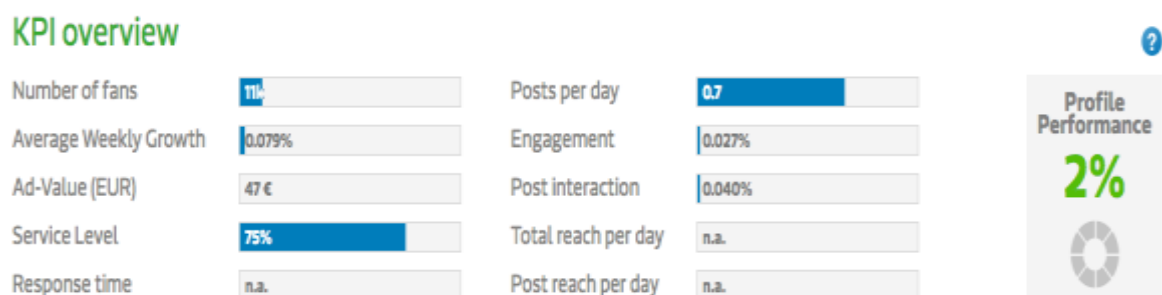 KPI overview
?
Number of fans 11k Posts per day 0.7
Average Weekly Growth 0.079% Engagement 0.027%
Ad-Value (EUR) 47 € Post interaction 0.040%
Service Level 75% Total reach per day n.a.
Response time n.a. Post reach per day n.a.
Profile
Performance
2%